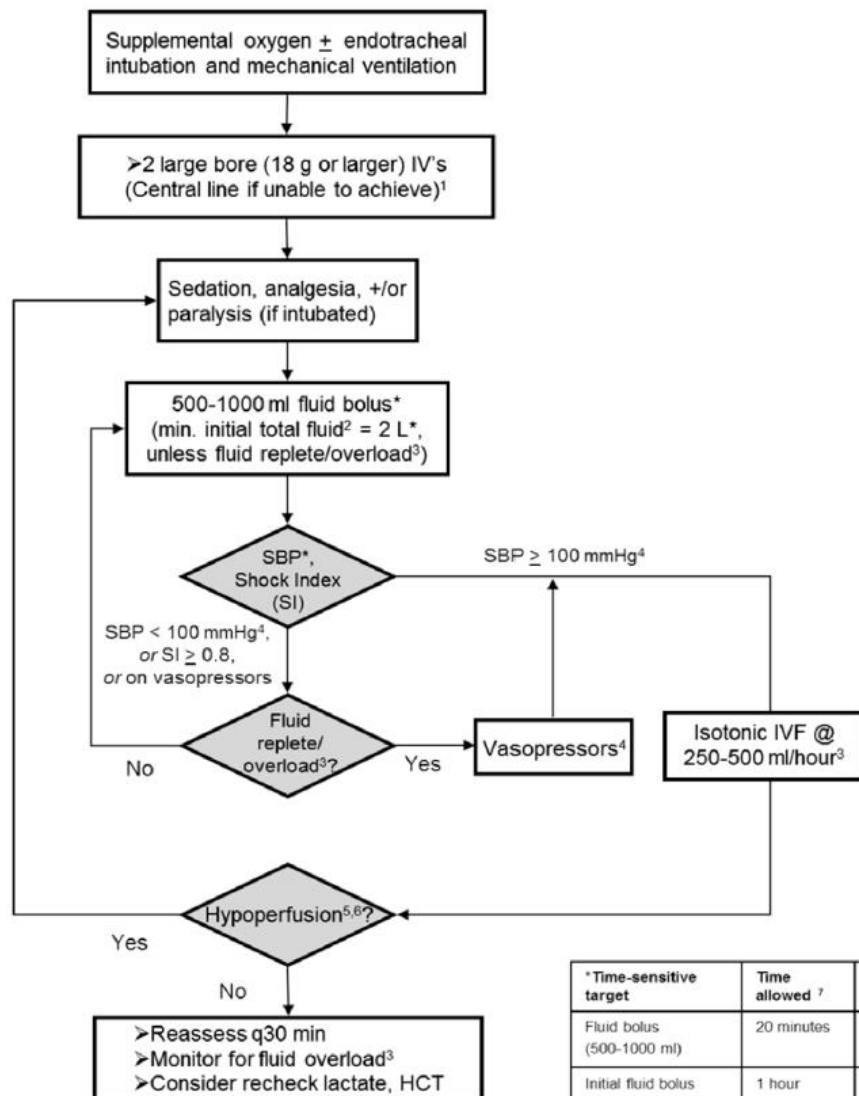 Supplemental oxygen ± endotracheal
intubation and mechanical ventilation
➢2 large bore (18 g or larger) IV's
(Central line if unable to achieve)¹
Sedation, analgesia, +/or
paralysis (if intubated)
500-1000 ml fluid bolus*
(min. initial total fluid² = 2 L*,
unless fluid replete/overload³)
SBP*,
Shock Index
(SI)
SBP ≥ 100 mmHg⁴
SBP < 100 mmHg⁴,
or SI ≥ 0.8,
or on vasopressors
Fluid
replete/
overload³?
No
Yes
Vasopressors⁴
Isotonic IVF @
250-500 ml/hour³
Hypoperfusion⁵,⁶?
Yes
No
➢Reassess q30 min
➢Monitor for fluid overload³
➢Consider recheck lactate, HCT
*Time-sensitive
target
Time
allowed ⁷
Fluid bolus
(500-1000 ml)
20 minutes
Initial fluid bolus
1 hour